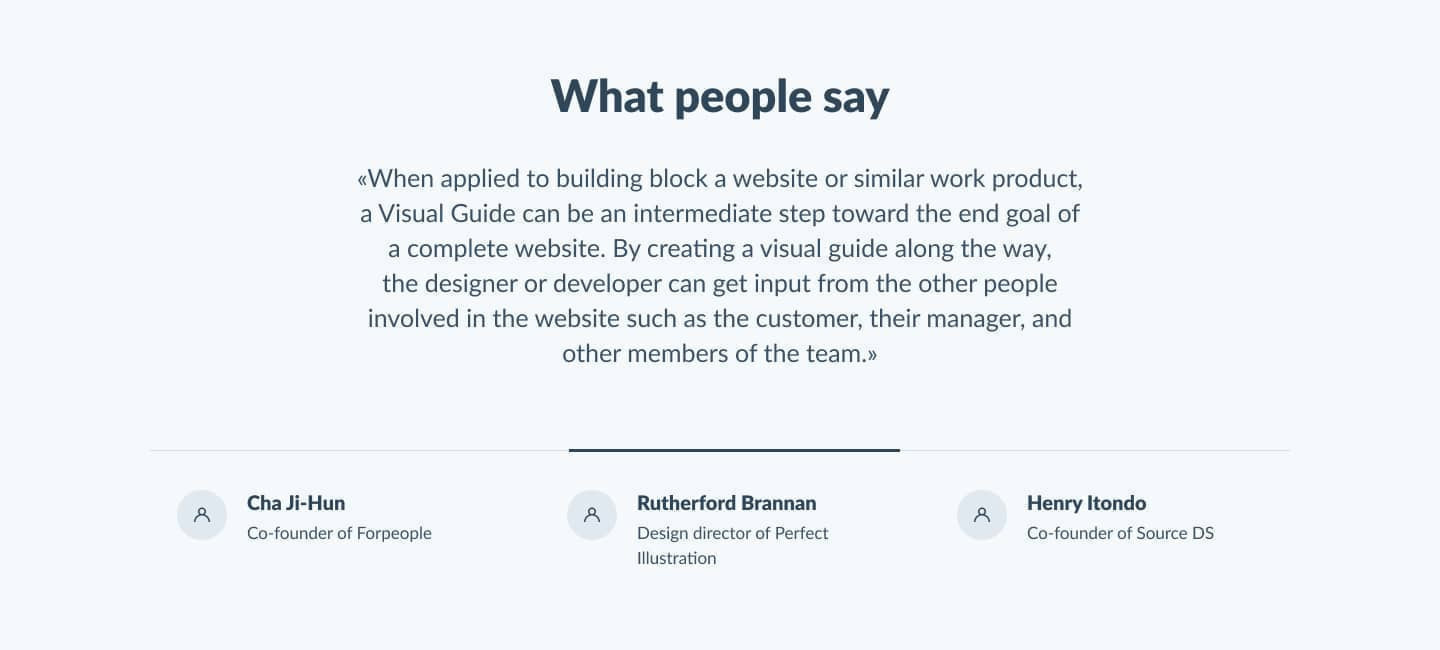 What people say
«When applied to building block a website or similar work product,
a Visual Guide can be an intermediate step toward the end goal of
a complete website. By creating a visual guide along the way,
the designer or developer can get input from the other people
involved in the website such as the customer, their manager, and
other members of the team.»
Cha Ji-Hun
Co-founder of Forpeople
Rutherford Brannan
Design director of Perfect
Illustration
Henry Itondo
Co-founder of Source DS